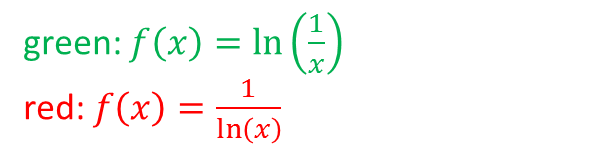 green: f(x) = ln(1/x)
red: f(x) = 1/ln(x)